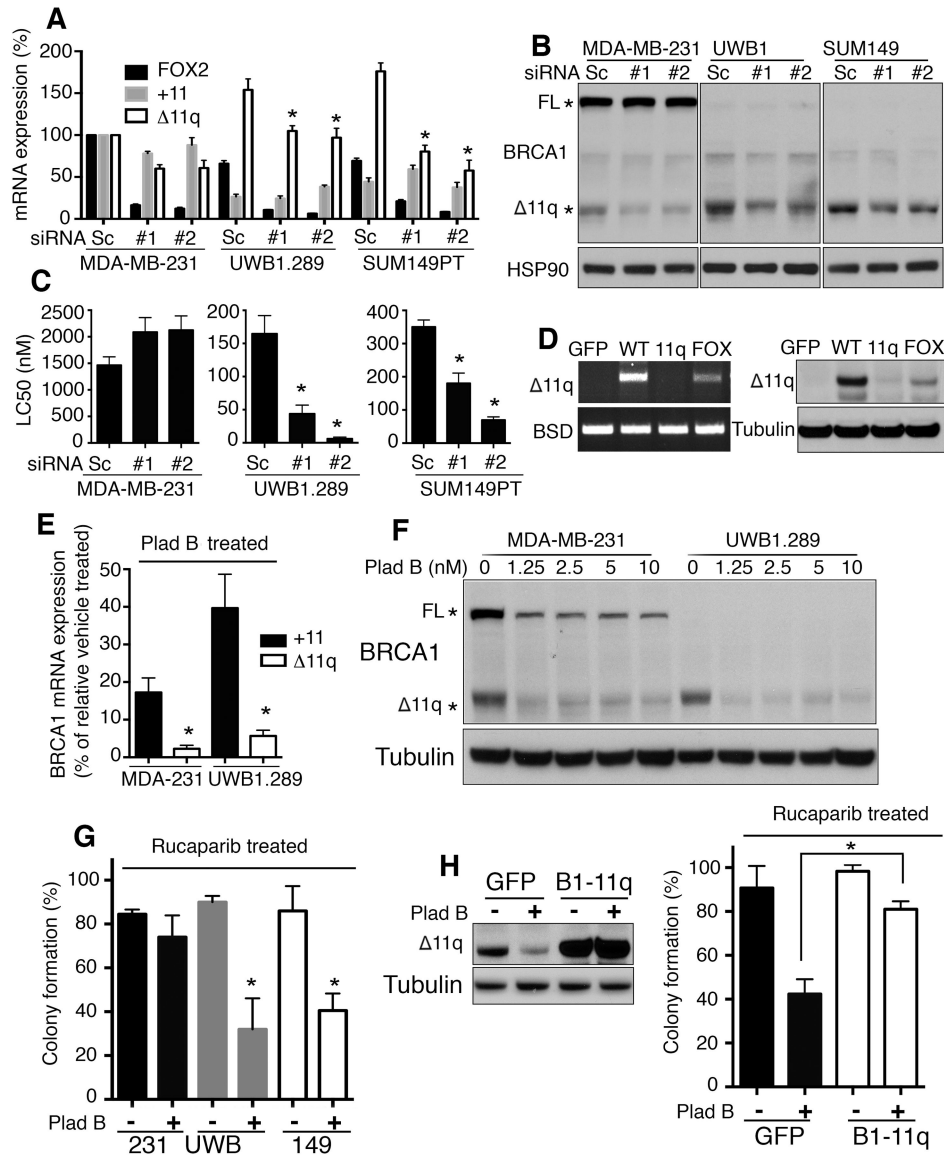 A
mRNA expression (%)
200
150
100
50
0
FOX2
+11
Δ11q
* * * *
siRNA Sc #1 #2 Sc #1 #2 Sc #1 #2
MDA-MB-231 UWB1.289 SUM149PT
B
MDA-MB-231 UWB1 SUM149
siRNA Sc #1 #2 Sc #1 #2 Sc #1 #2
FL *
BRCA1
Δ11q *
HSP90
C
LC50 (nM)
2500
2000
1500
1000
500
0
siRNA Sc #1 #2
MDA-MB-231
200
150
100
50
0
* *
Sc #1 #2
UWB1.289
400
300
200
100
0
* *
Sc #1 #2
SUM149PT
D
GFP WT 11q FOX
Δ11q
BSD
GFP WT 11q FOX
Δ11q
Tubulin
E
Plad B treated
BRCA1 mRNA expression
(% of relative vehicle treated)
50
40
30
20
10
0
+11
Δ11q
* *
MDA-231 UWB1.289
F
MDA-MB-231 UWB1.289
Plad B (nM) 0 1.25 2.5 5 10 0 1.25 2.5 5 10
FL *
BRCA1
Δ11q *
Tubulin
G
Rucaparib treated
Colony formation (%)
100
80
60
40
20
0
* *
Plad B - + - + - +
231 UWB 149
H
GFP B1-11q
Plad B - + - +
Δ11q
Tubulin
Rucaparib treated
*
Colony formation (%)
100
80
60
40
20
0
Plad B - + - +
GFP B1-11q